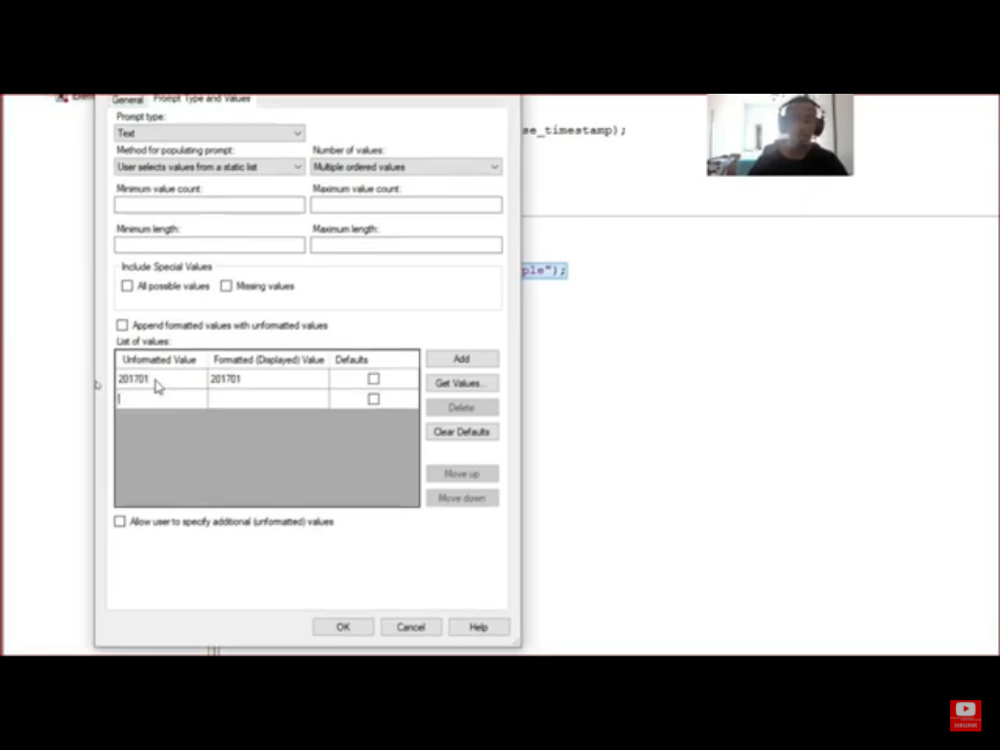 General Prompt Type and Values
Prompt type:
Text
se_timestamp);
Method for populating prompt: Number of values:
User selects values from a static list Multiple ordered values
Minimum value count: Maximum value count:
Minimum length: Maximum length:
Include Special Values
ple");
All possible values Missing values
Append formatted values with unformatted values
List of values:
Unformatted Value Formatted (Displayed) Value Defaults
Add
201701 201701
Get Values...
Delete
Clear Defaults
Move up
Move down
Allow user to specify additional (unformatted) values
OK Cancel Help
SUBSCRIBE